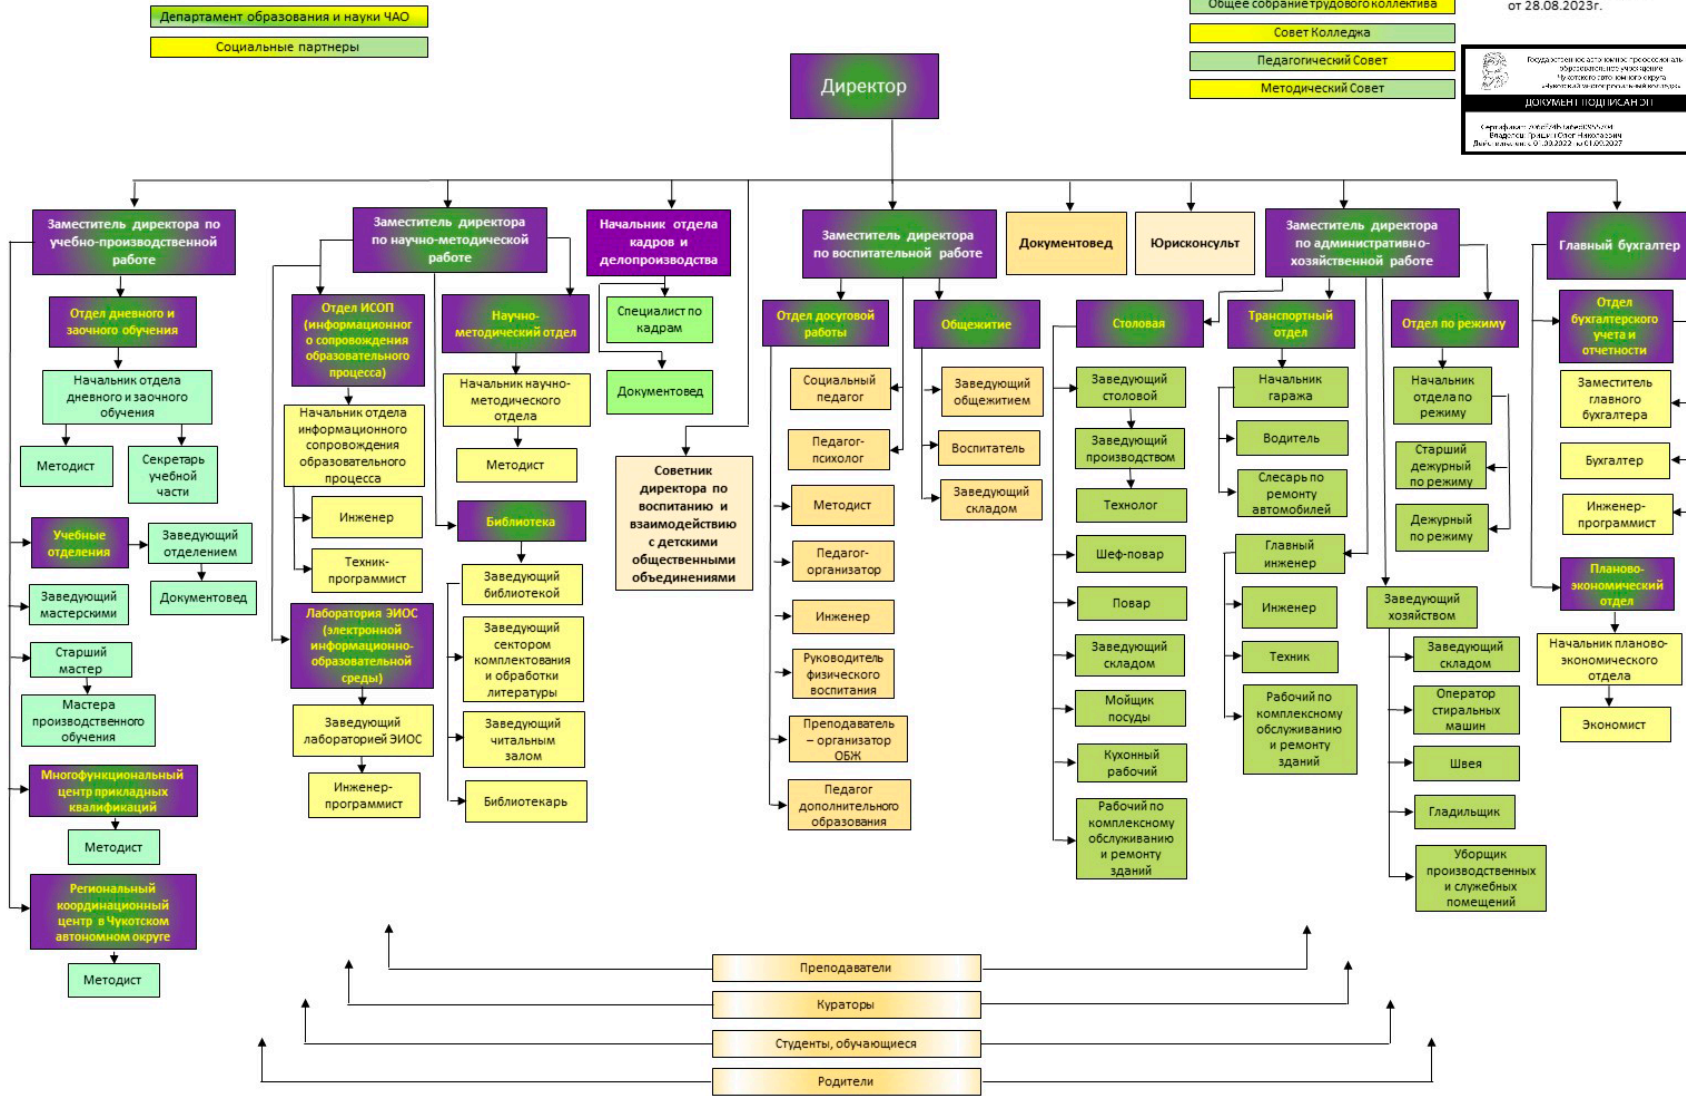 Департамент образования и науки ЧАО
Социальные партнеры
Общее собрание трудового коллектива
Совет Колледжа
Педагогический Совет
Методический Совет
от 28.08.2023г.
ДОКУМЕНТ ПОДПИСАН ЭП
Директор
Заместитель директора по
учебно-производственной
работе
Заместитель директора
по научно-методической
работе
Начальник отдела
кадров и
делопроизводства
Заместитель директора
по воспитательной работе
Документовед
Юрисконсульт
Заместитель директора
по административно-
хозяйственной работе
Главный бухгалтер
Отдел дневного и
заочного обучения
Начальник отдела
дневного и заочного
обучения
Методист
Секретарь
учебной
части
Учебные
отделения
Заведующий
отделением
Документовед
Заведующий
мастерскими
Старший
мастер
Мастера
производственного
обучения
Многофункциональный
центр прикладных
квалификаций
Методист
Региональный
координационный
центр в Чукотском
автономном округе
Методист
Отдел ИСОП
(информационног
о сопровождения
образовательного
процесса)
Начальник отдела
информационного
сопровождения
образовательного
процесса
Инженер
Техник-
программист
Лаборатория ЭИОС
(электронной
информационно-
образовательной
среды)
Заведующий
лабораторией ЭИОС
Инженер-
программист
Научно-
методический отдел
Начальник научно-
методического
отдела
Методист
Библиотека
Заведующий
библиотекой
Заведующий
сектором
комплектования
и обработки
литературы
Заведующий
читальным
залом
Библиотекарь
Специалист по
кадрам
Документовед
Советник
директора по
воспитанию и
взаимодействию
с детскими
общественными
объединениями
Отдел досуговой
работы
Социальный
педагог
Педагог-
психолог
Методист
Педагог-
организатор
Инженер
Руководитель
физического
воспитания
Преподаватель
– организатор
ОБЖ
Педагог
дополнительного
образования
Общежитие
Заведующий
общежитием
Воспитатель
Заведующий
складом
Столовая
Заведующий
столовой
Заведующий
производством
Технолог
Шеф-повар
Повар
Заведующий
складом
Мойщик
посуды
Кухонный
рабочий
Рабочий по
комплексному
обслуживанию
и ремонту
зданий
Транспортный
отдел
Начальник
гаража
Водитель
Слесарь по
ремонту
автомобилей
Главный
инженер
Инженер
Техник
Рабочий по
комплексному
обслуживанию
и ремонту
зданий
Отдел по режиму
Начальник
отдела по
режиму
Старший
дежурный
по режиму
Дежурный
по режиму
Заведующий
хозяйством
Заведующий
складом
Оператор
стиральных
машин
Швея
Гладильщик
Уборщик
производственных
и служебных
помещений
Отдел
бухгалтерского
учета и
отчетности
Заместитель
главного
бухгалтера
Бухгалтер
Инженер-
программист
Планово-
экономический
отдел
Начальник планово-
экономического
отдела
Экономист
Преподаватели
Кураторы
Студенты, обучающиеся
Родители